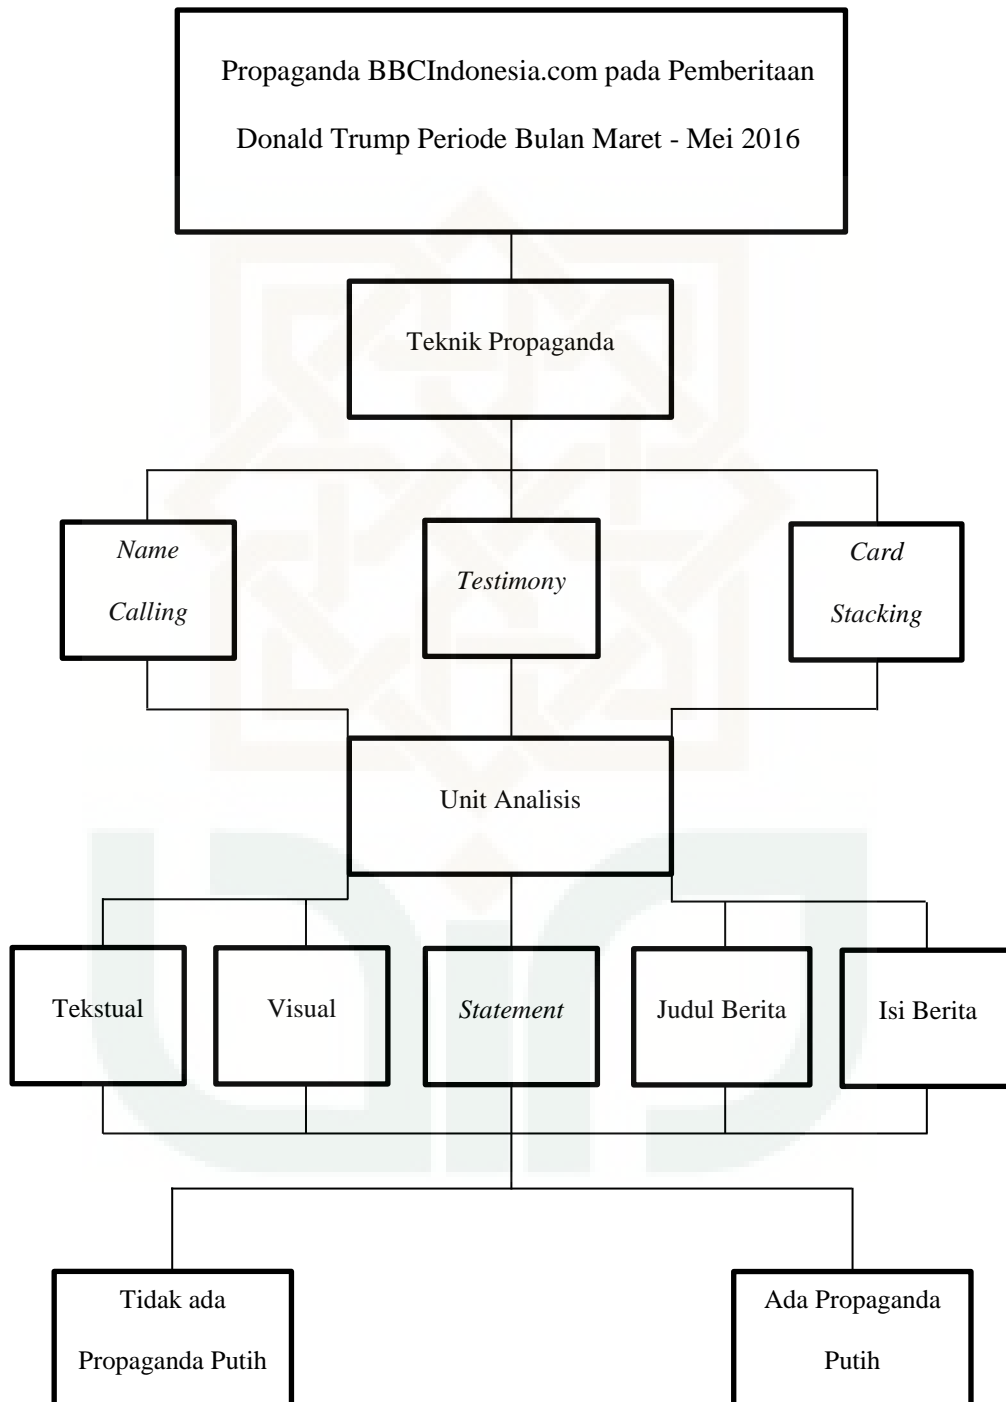 Propaganda BBCIndonesia.com pada Pemberitaan
Donald Trump Periode Bulan Maret - Mei 2016
Teknik Propaganda
Name
Calling
Testimony
Card
Stacking
Unit Analisis
Tekstual
Visual
Statement
Judul Berita
Isi Berita
Tidak ada
Propaganda Putih
Ada Propaganda
Putih